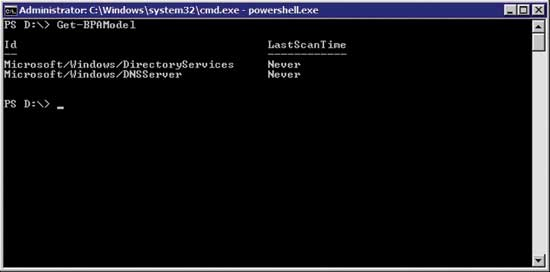 Administrator: C:\Windows\system32\cmd.exe - powershell.exe
PS D:\> Get-BPAModel
Id LastScanTime
-- ------------
Microsoft/Windows/DirectoryServices Never
Microsoft/Windows/DNSServer Never
PS D:\> _